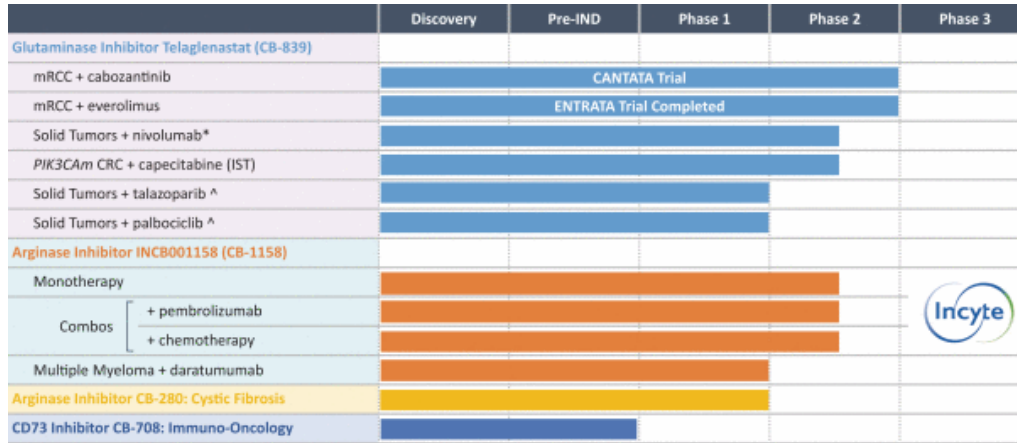 Discovery Pre-IND Phase 1 Phase 2 Phase 3
Glutaminase Inhibitor Telaglenastat (CB-839)
mRCC + cabozantinib CANTATA Trial
mRCC + everolimus ENTRATA Trial Completed
Solid Tumors + nivolumab*
PIK3CAm CRC + capecitabine (IST)
Solid Tumors + talazoparib ^
Solid Tumors + palbociclib ^
Arginase Inhibitor INCB001158 (CB-1158)
Monotherapy
Combos
+ pembrolizumab
+ chemotherapy
Incyte
Multiple Myeloma + daratumumab
Arginase Inhibitor CB-280: Cystic Fibrosis
CD73 Inhibitor CB-708: Immuno-Oncology